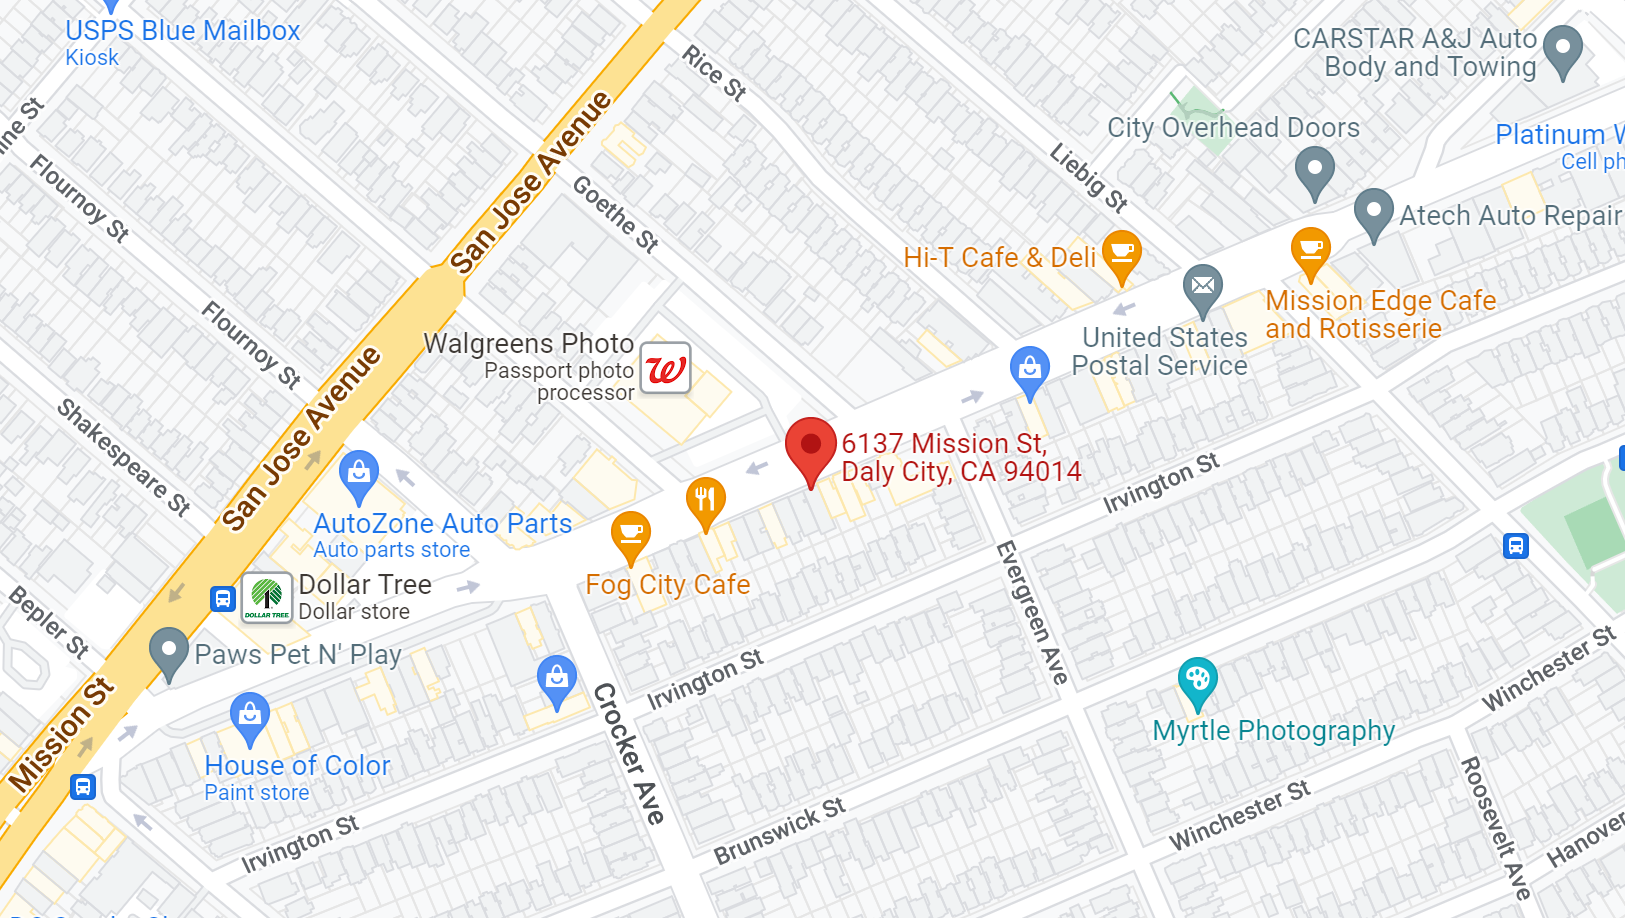 USPS Blue Mailbox
Kiosk
Rice St
San Jose Avenue
CARSTAR A&J Auto
Body and Towing
City Overhead Doors
Platinum
Cell
Flournoy St
Goethe St
Liebig St
Atech Auto Repair
Hi-T Cafe & Deli
Mission Edge Cafe
and Rotisserie
United States
Postal Service
Flournoy St
Walgreens Photo
Passport photo
processor
San Jose Avenue
Shakespeare St
6137 Mission St,
Daly City, CA 94014
Irvington St
AutoZone Auto Parts
Auto parts store
Evergreen Ave
Dollar Tree
Dollar store
DOLLAR TREE
Fog City Cafe
Bepler St
Paws Pet N' Play
Irvington St
Winchester St
Mission St
Crocker Ave
Myrtle Photography
House of Color
Paint store
Roosevelt Ave
Winchester St
Irvington St
Brunswick St